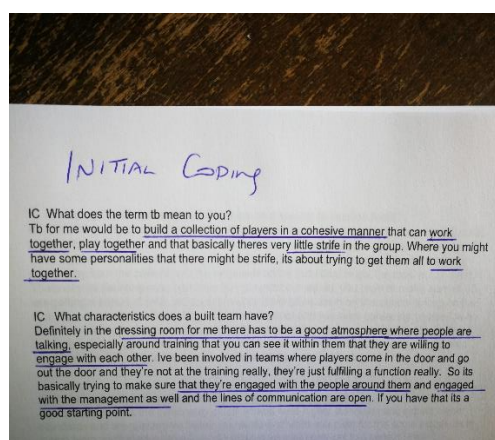 INITIAL CODING
IC What does the term tb mean to you?
Tb for me would be to build a collection of players in a cohesive manner that can work
together, play together and that basically theres very little strife in the group. Where you might
have some personalities that there might be strife, its about trying to get them all to work
together.
IC What characteristics does a built team have?
Definitely in the dressing room for me there has to be a good atmosphere where people are
talking, especially around training that you can see it within them that they are willing to
engage with each other. Ive been involved in teams where players come in the door and go
out the door and they're not at the training really, they're just fulfilling a function really. So its
basically trying to make sure that they're engaged with the people around them and engaged
with the management as well and the lines of communication are open. If you have that its a
good starting point.